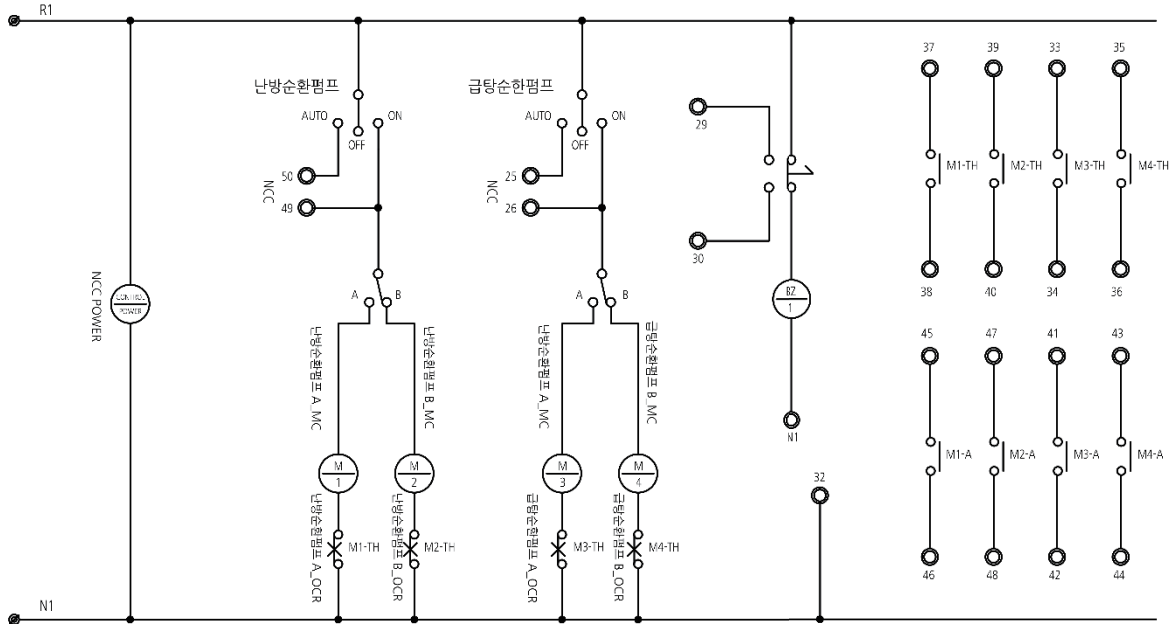 R1
난방순환펌프
AUTO
OFF
ON
50
NCC
49
A
B
난방순환펌프 A_MC
난방순환펌프 B_MC
M
1
M
2
난방순환펌프 A_OCR
난방순환펌프 B_OCR
M1-TH
M2-TH
NCC POWER
CONTROL
POWER
급탕순한펌프
AUTO
OFF
ON
25
NCC
26
A
B
난방순환펌프 A_MC
급탕순환펌프 B_MC
M
3
M
4
급탕순환펌프 A_OCR
급탕순환펌프 B_OCR
M3-TH
M4-TH
29
30
BZ
1
N1
32
37
39
33
35
M1-TH
M2-TH
M3-TH
M4-TH
38
40
34
36
45
47
41
43
M1-A
M2-A
M3-A
M4-A
46
48
42
44
N1